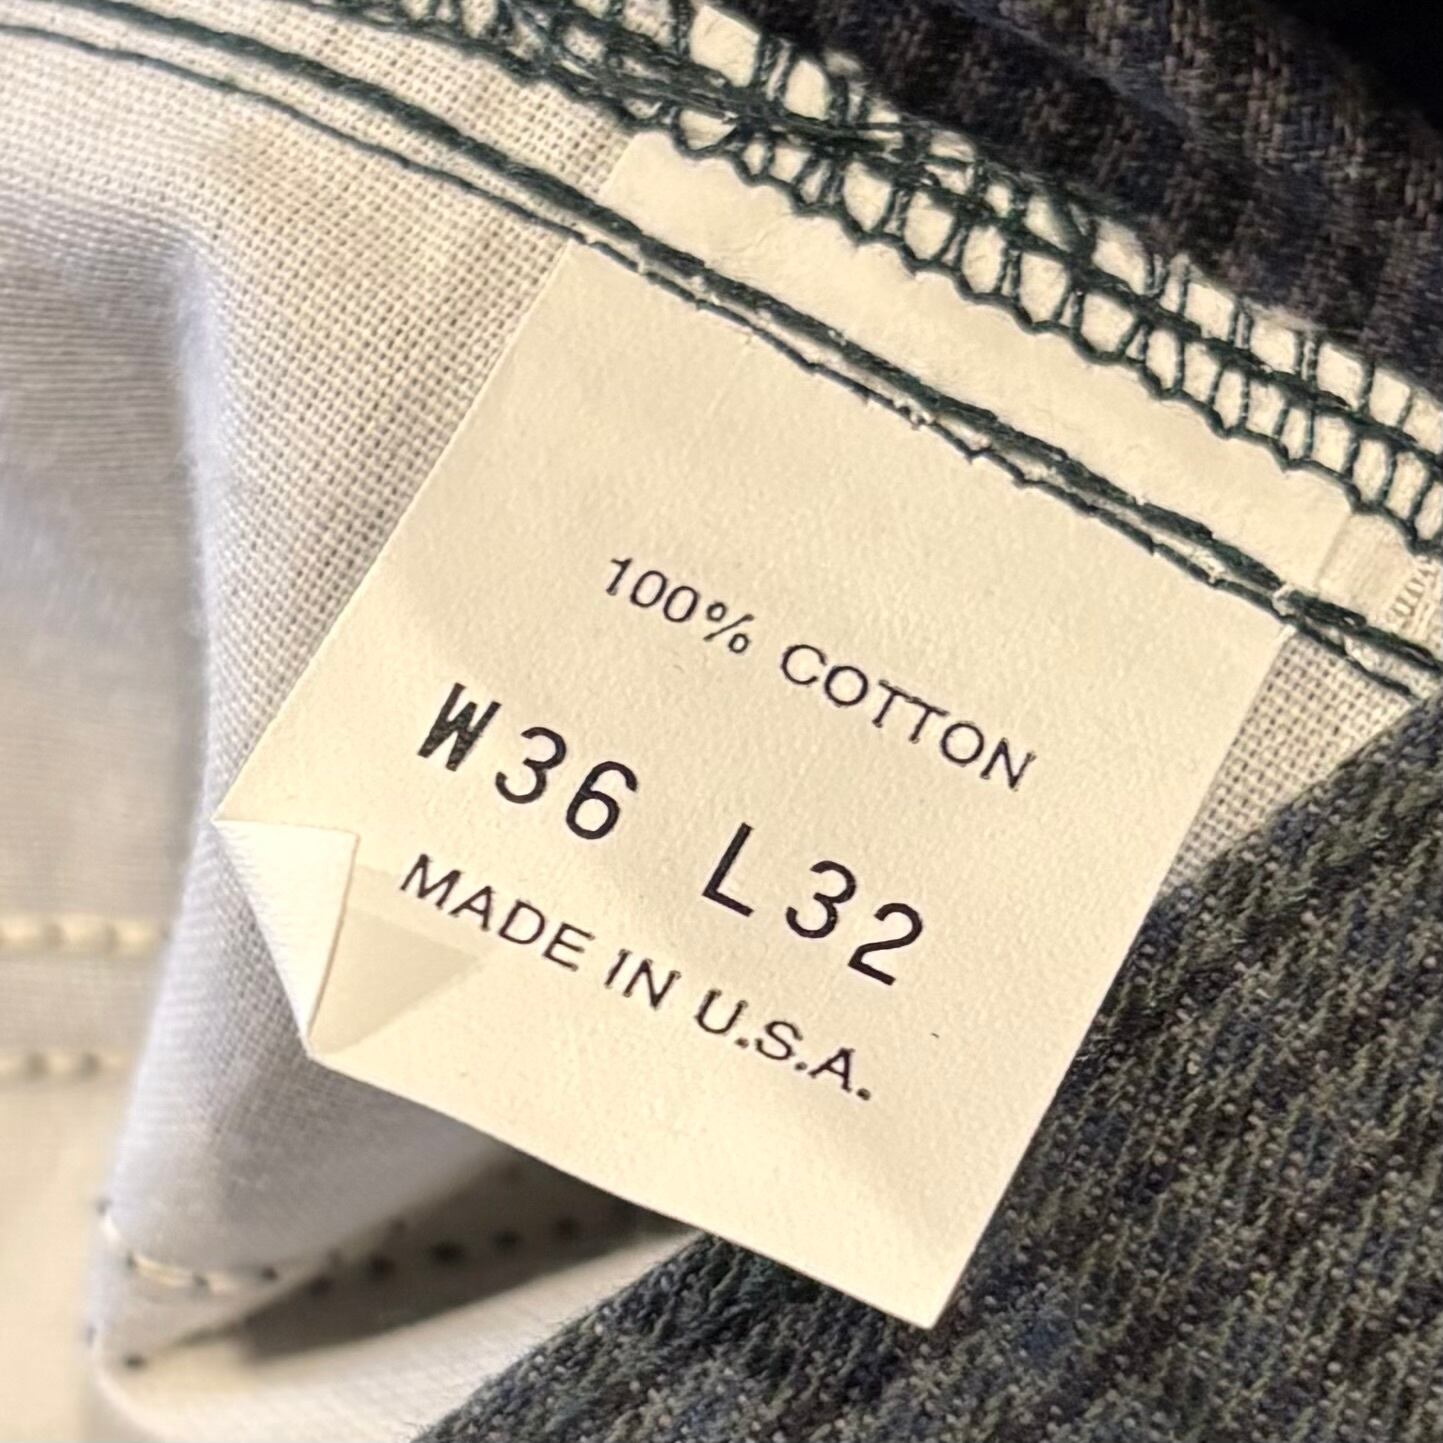 100% COTTON
W36 L32
MADE IN U.S.A.